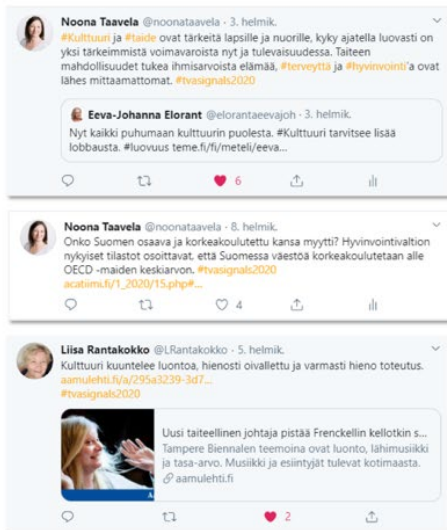 Noona Taavela @noonataavela · 3. helmik.
#Kulttuuri ja #taide ovat tärkeitä lapsille ja nuorille, kyky ajatella luovasti on
yksi tärkeimmistä voimavaroista nyt ja tulevaisuudessa. Taiteen
mahdollisuudet tukea ihmisarvoista elämää, #terveyttä ja #hyvinvointi'a ovat
lähes mittaamattomat. #tvasignals2020
Eeva-Johanna Elorant @elorantaeevajoh · 3. helmik.
Nyt kaikki puhumaan kulttuurin puolesta. #Kulttuuri tarvitsee lisää
lobbausta. #luovuus teme.fi/fi/meteli/eeva...
6
Noona Taavela @noonataavela · 8. helmik.
Onko Suomen osaava ja korkeakoulutettu kansa myytti? Hyvinvointivaltion
nykyiset tilastot osoittavat, että Suomessa väestöä korkeakoulutetaan alle
OECD -maiden keskiarvon. #tvasignals2020
acatiimi.fi/1_2020/15.php#...
4
Liisa Rantakokko @LRantakokko · 5. helmik.
Kulttuuri kuuntelee luontoa, hienosti oivallettu ja varmasti hieno toteutus.
aamulehti.fi/a/295a3239-3d7...
#tvasignals2020
Uusi taiteellinen johtaja pistää Frenckellin kellotkin s...
Tampere Biennalen teemoina ovat luonto, lähimusiikki
ja tasa-arvo. Musiikki ja esiintyjät tulevat kotimaasta.
aamulehti.fi
2